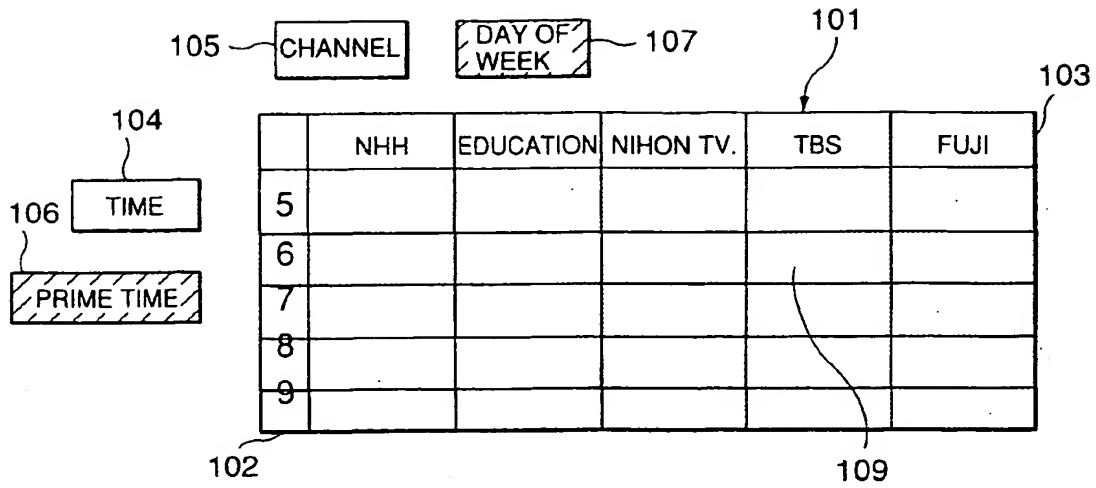 105
CHANNEL
DAY OF
WEEK
107
101
103
NHH EDUCATION NIHON TV. TBS FUJI
104
TIME
106
PRIME TIME
5
6
7
8
9
102
109